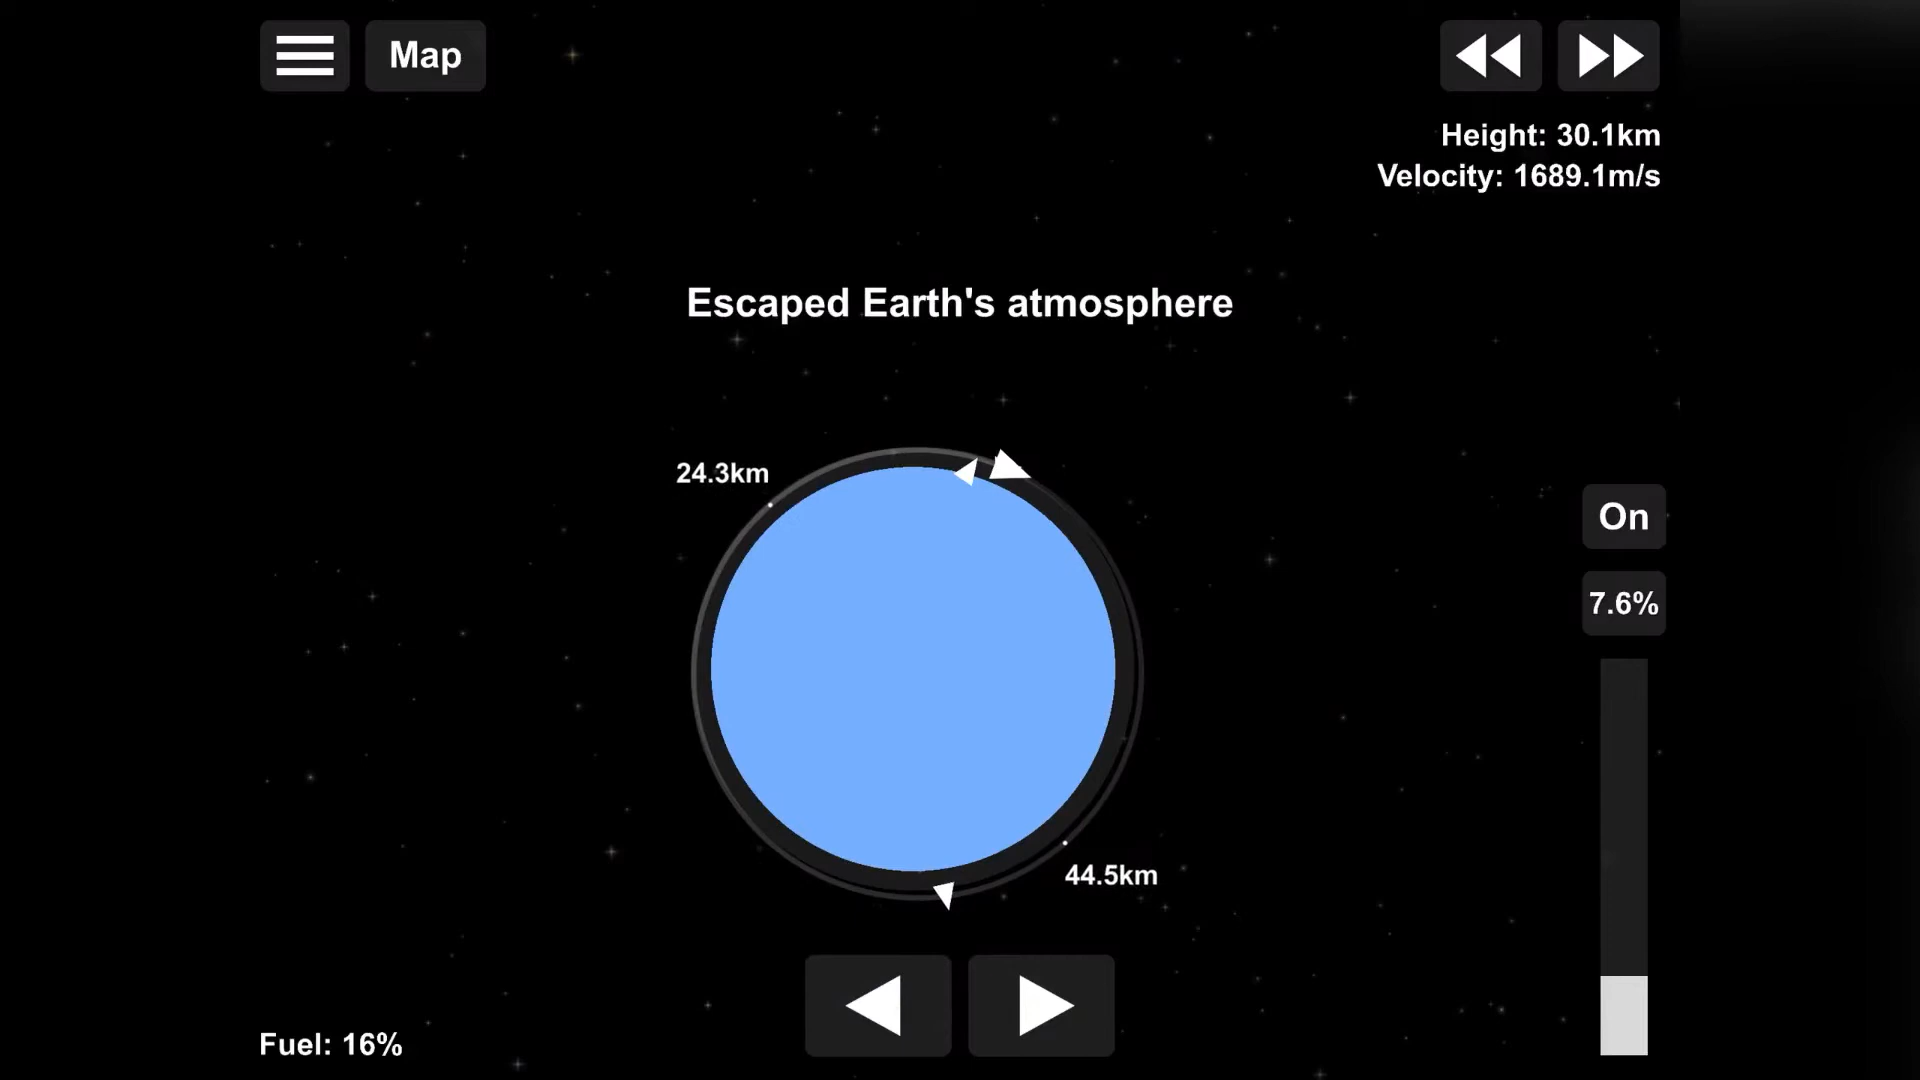 Map
Height: 30.1km
Velocity: 1689.1m/s
Escaped Earth's atmosphere
24.3km
On
7.6%
44.5km
Fuel: 16%